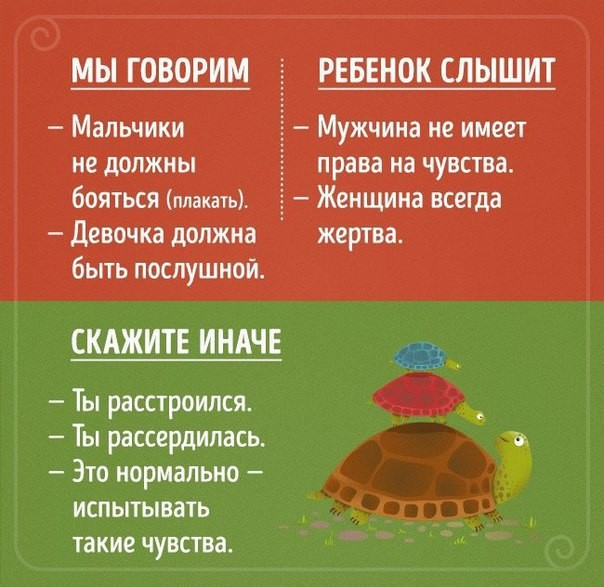 МЫ ГОВОРИМ
– Мальчики
не должны
бояться (плакать).
– Девочка должна
быть послушной.
РЕБЕНОК СЛЫШИТ
– Мужчина не имеет
права на чувства.
– Женщина всегда
жертва.
СКАЖИТЕ ИНАЧЕ
– Ты расстроился.
– Ты рассердилась.
– Это нормально –
испытывать
такие чувства.